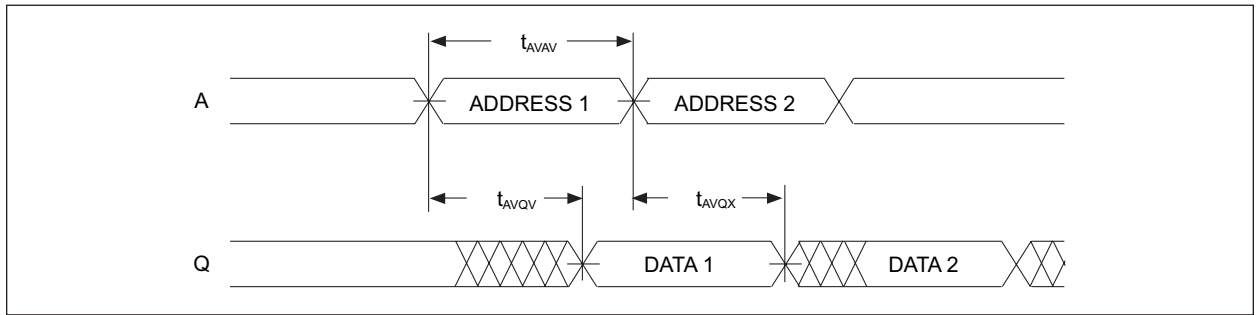 tAVAV
A
ADDRESS 1 ADDRESS 2
tAVQV tAVQX
Q
DATA 1 DATA 2